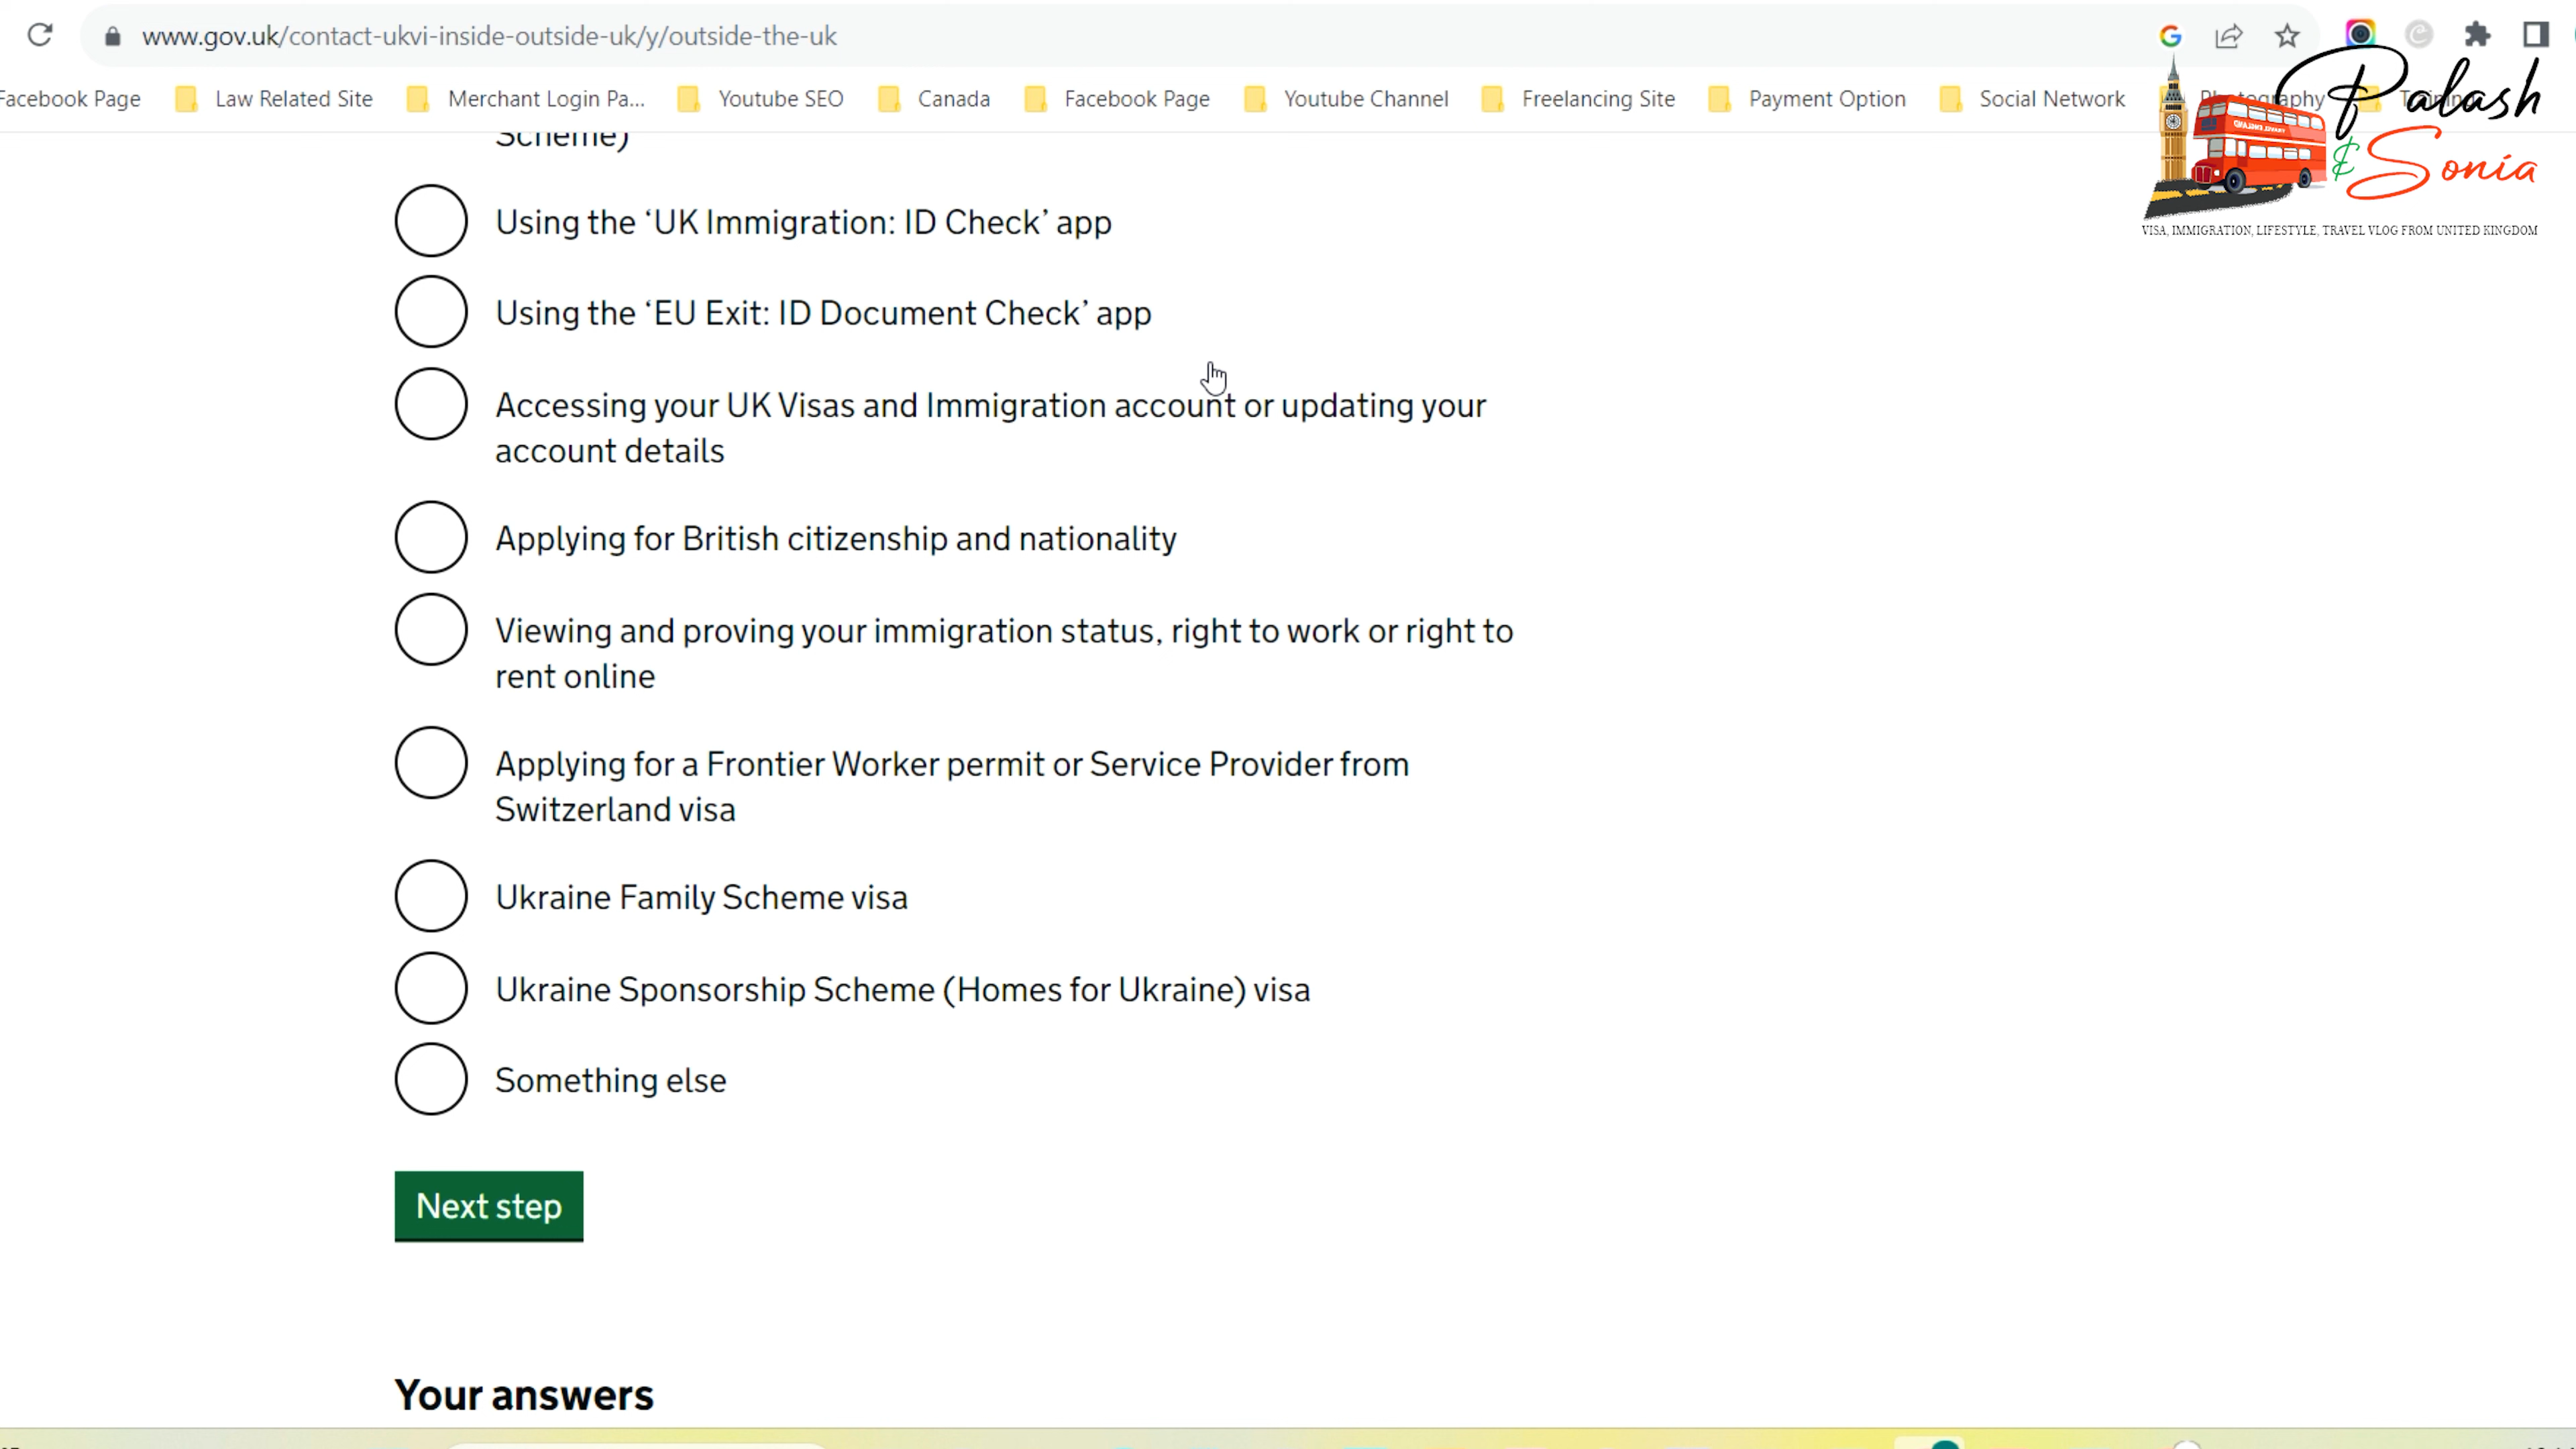 www.gov.uk/contact-ukvi-inside-outside-uk/y/outside-the-uk
Facebook Page Law Related Site Merchant Login Pa... Youtube SEO Canada Facebook Page Youtube Channel Freelancing Site Payment Option Social Network Photography Training
Palash
& Sonia
VISA, IMMIGRATION, LIFESTYLE, TRAVEL VLOG FROM UNITED KINGDOM
Scheme)
Using the ‘UK Immigration: ID Check’ app
Using the ‘EU Exit: ID Document Check’ app
Accessing your UK Visas and Immigration account or updating your
account details
Applying for British citizenship and nationality
Viewing and proving your immigration status, right to work or right to
rent online
Applying for a Frontier Worker permit or Service Provider from
Switzerland visa
Ukraine Family Scheme visa
Ukraine Sponsorship Scheme (Homes for Ukraine) visa
Something else
Next step
Your answers